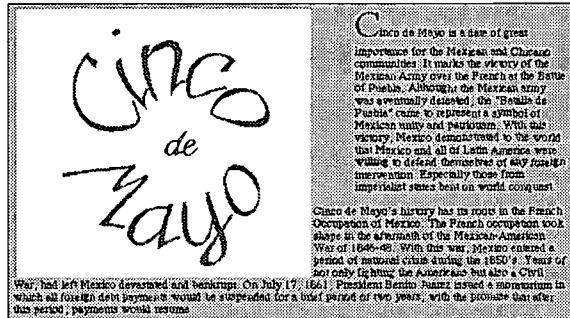 Cinco
de
Mayo
Cinco de Mayo is a date of great
importance for the Mexican and Chicano
communities. It marks the victory of the
Mexican Army over the French at the Battle
of Puebla. Althought the Mexican army
was eventually defeated, the "Batalla de
Puebla" came to represent a symbol of
Mexican unity and patriotism. With this
victory, Mexico demonstrated to the world
that Mexico and all of Latin America were
willing to defend themselves of any foreign
intervention. Especially those from
imperialist states bent on world conquest.
Cinco de Mayo's history has its roots in the French
Occupation of Mexico. The French occupation took
shape in the aftermath of the Mexican-American
War of 1846-48. With this war, Mexico entered a
period of national crisis during the 1850's. Years of
not only fighting the Americans but also a Civil
War, had left Mexico devastated and bankrupt. On July 17, 1861, President Benito Juarez issued a moratorium in
which all foreign debt payments would be suspended for a brief period of two years, with the promise that after
this period, payments would resume.